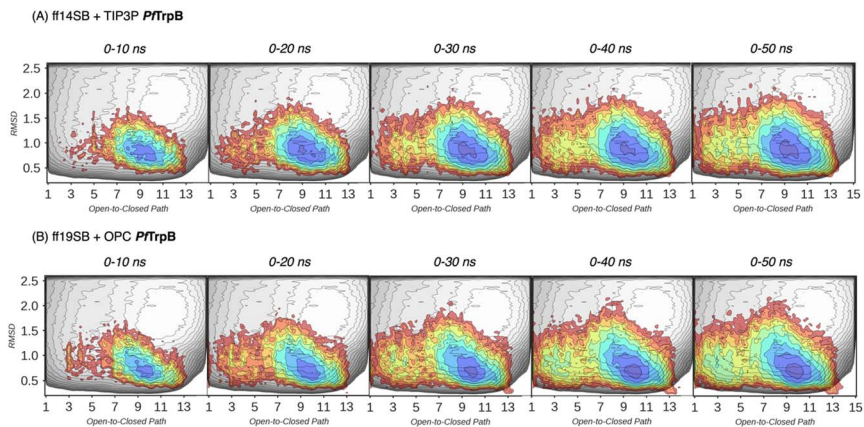 (A) ff14SB + TIP3P PfTrpB
0-10 ns 0-20 ns 0-30 ns 0-40 ns 0-50 ns
2.5
2.0
1.5
1.0
0.5
RMSD
1 3 5 7 9 11 13 1 3 5 7 9 11 13 1 3 5 7 9 11 13 1 3 5 7 9 11 13 1 3 5 7 9 11 13 15
Open-to-Closed Path Open-to-Closed Path Open-to-Closed Path Open-to-Closed Path Open-to-Closed Path
(B) ff19SB + OPC PfTrpB
0-10 ns 0-20 ns 0-30 ns 0-40 ns 0-50 ns
2.5
2.0
1.5
1.0
0.5
RMSD
1 3 5 7 9 11 13 1 3 5 7 9 11 13 1 3 5 7 9 11 13 1 3 5 7 9 11 13 1 3 5 7 9 11 13 15
Open-to-Closed Path Open-to-Closed Path Open-to-Closed Path Open-to-Closed Path Open-to-Closed Path